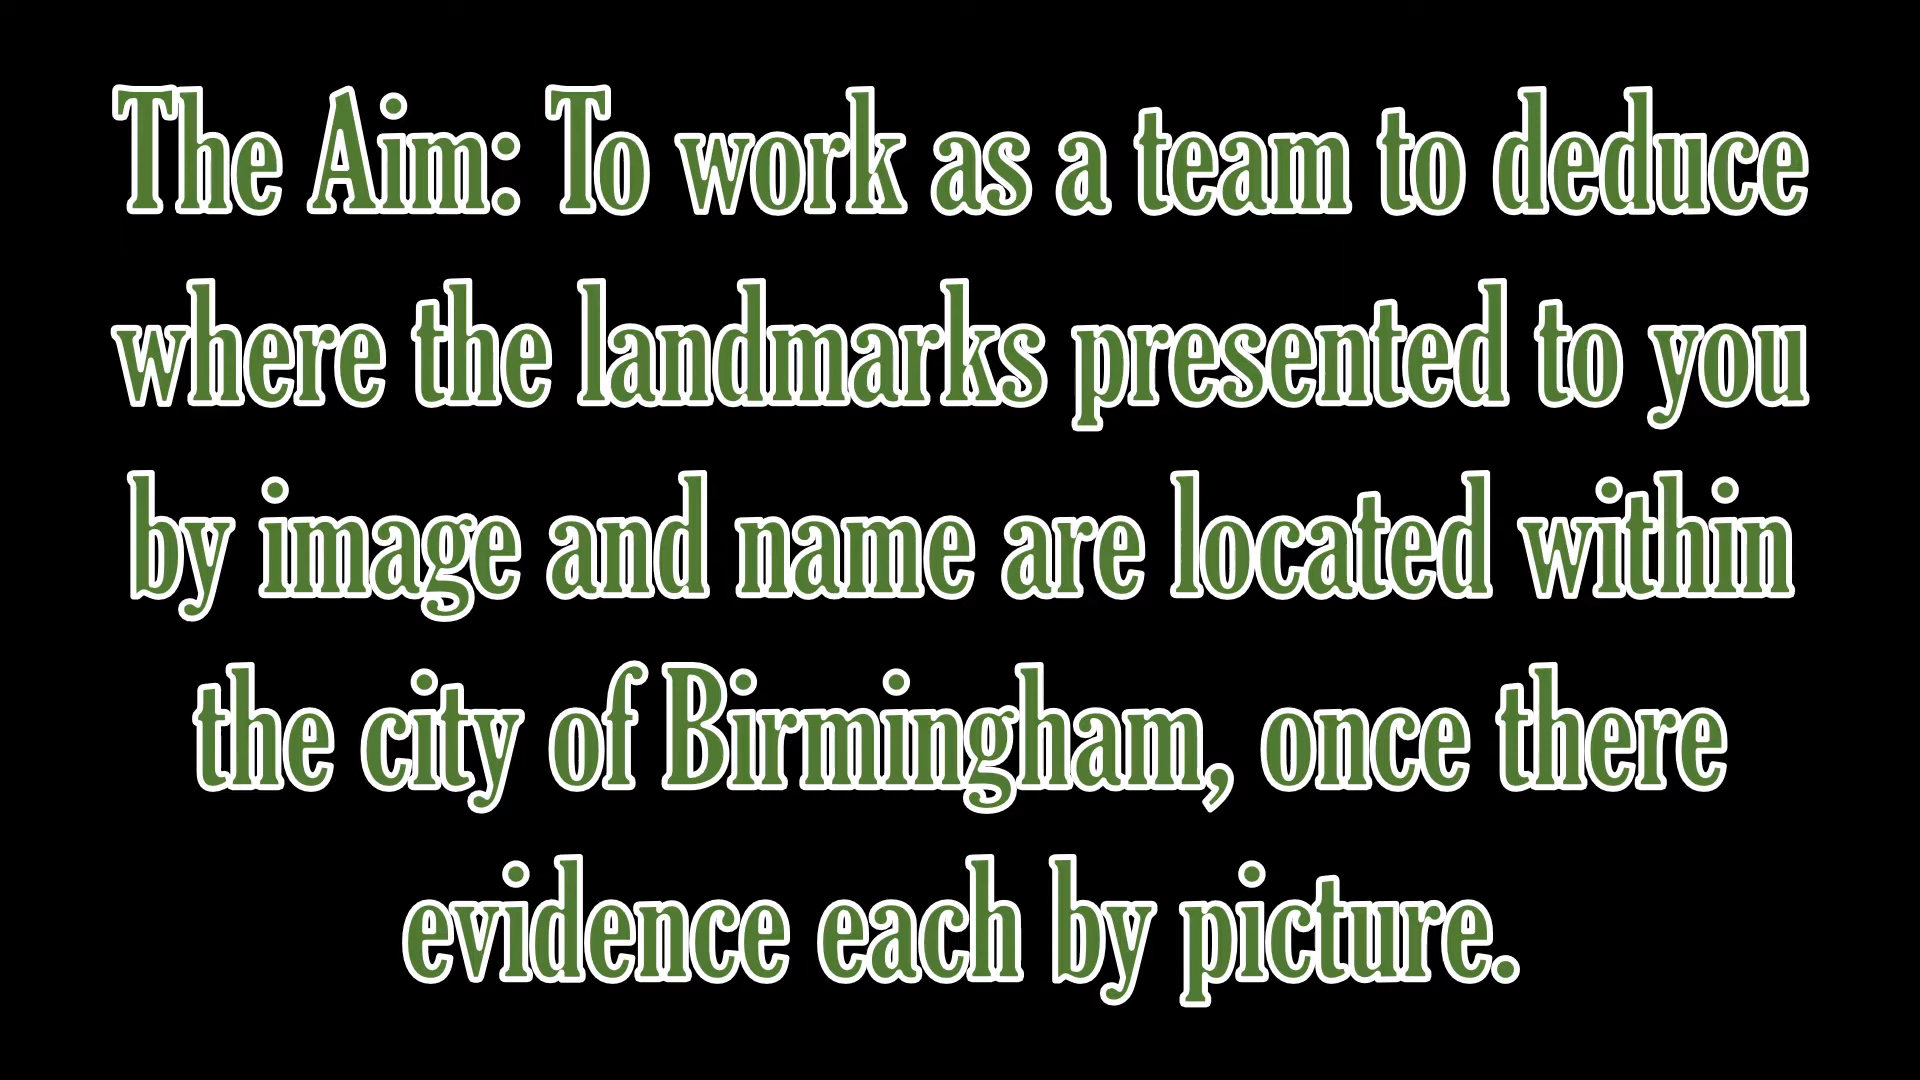 The Aim: To work as a team to deduce
where the landmarks presented to you
by image and name are located within
the city of Birmingham, once there
evidence each by picture.